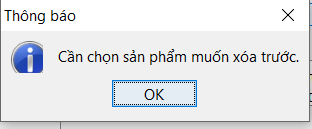 Thông báo
Cần chọn sản phẩm muốn xóa trước.
OK